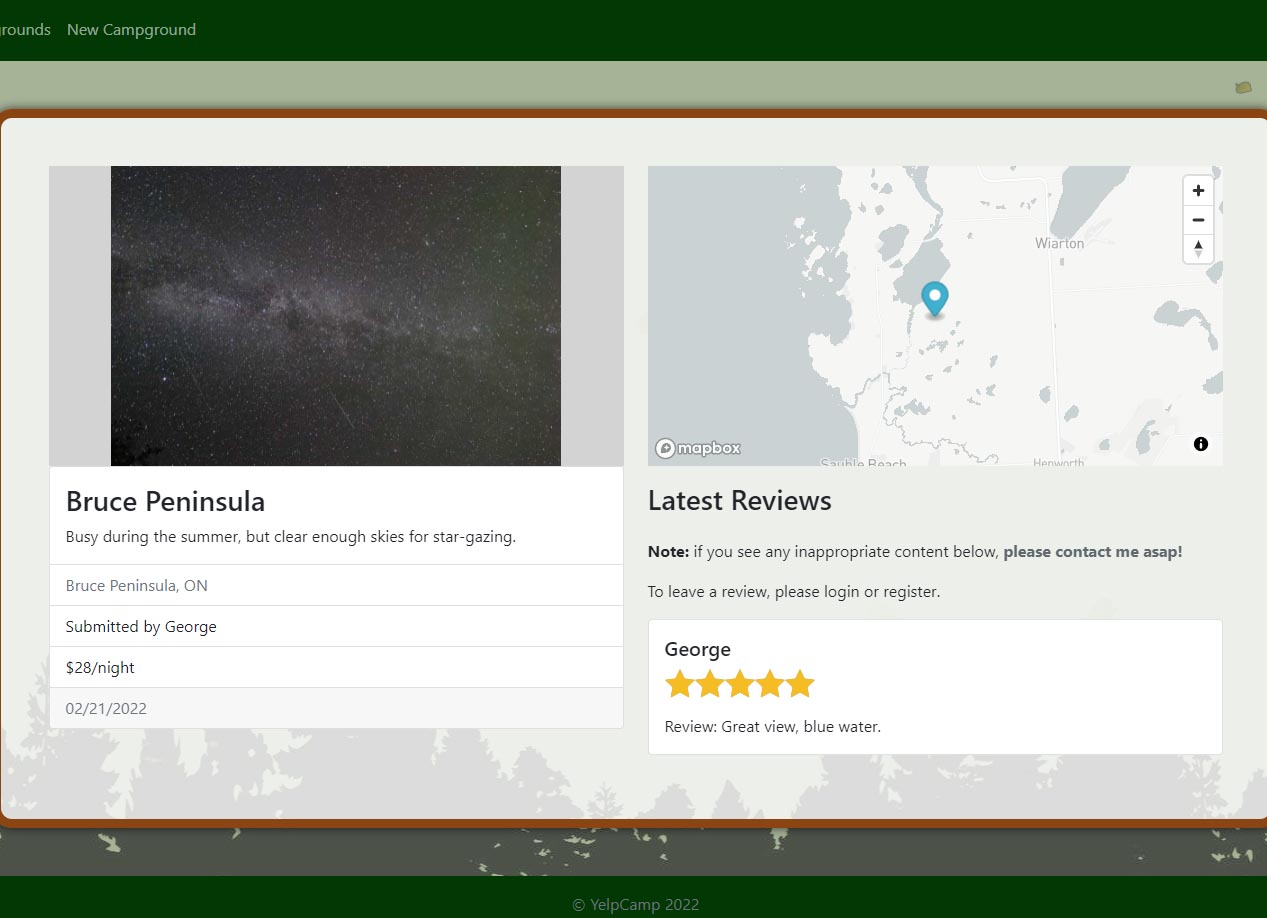 rounds New Campground
Wiarton
mapbox
Bruce Peninsula
Busy during the summer, but clear enough skies for star-gazing.
Bruce Peninsula, ON
Submitted by George
$28/night
02/21/2022
Latest Reviews
Note: if you see any inappropriate content below, please contact me asap!
To leave a review, please login or register.
George
Review: Great view, blue water.
© YelpCamp 2022